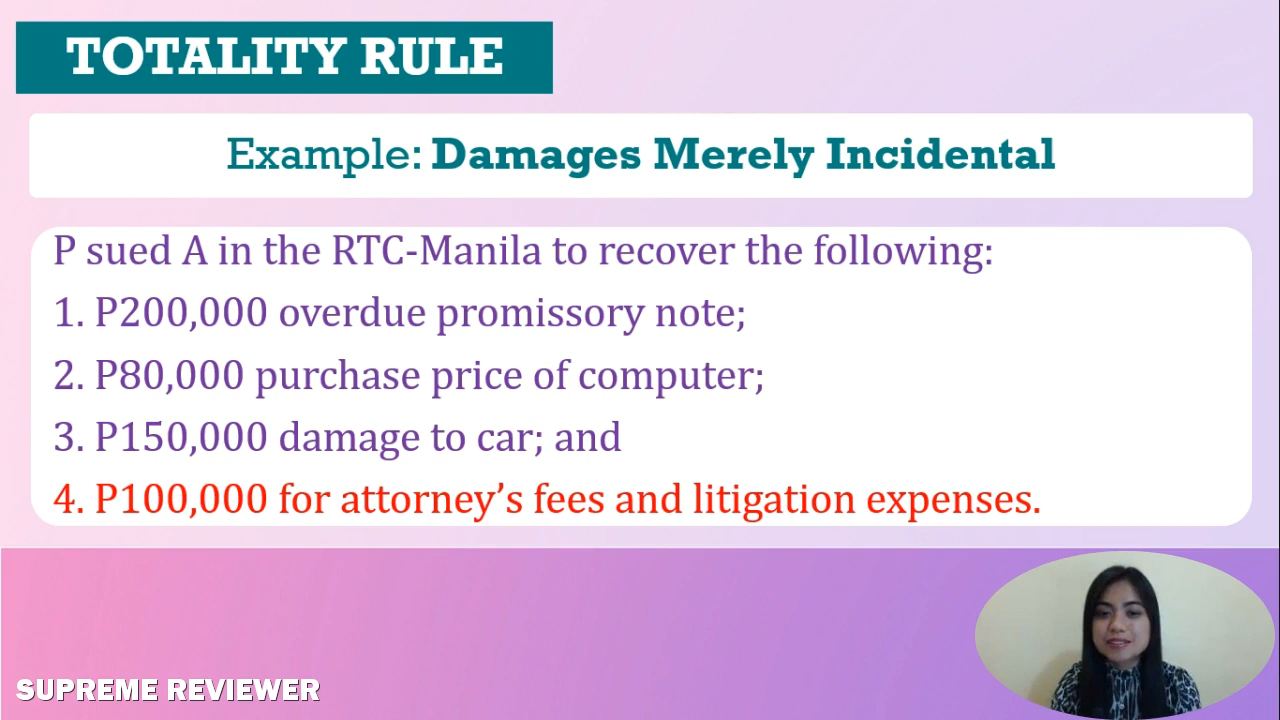 TOTALITY RULE
Example: Damages Merely Incidental
P sued A in the RTC-Manila to recover the following:
1. P200,000 overdue promissory note;
2. P80,000 purchase price of computer;
3. P150,000 damage to car; and
4. P100,000 for attorney’s fees and litigation expenses.
SUPREME REVIEWER